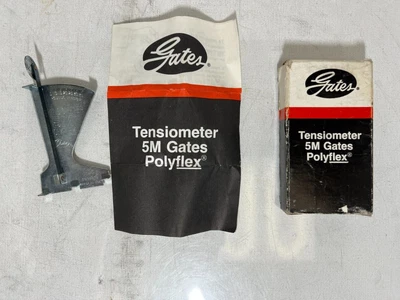 Gates®
Tensiometer
5M Gates
Polyflex®
Gates®
Tensiometer
5M Gates
Polyflex®